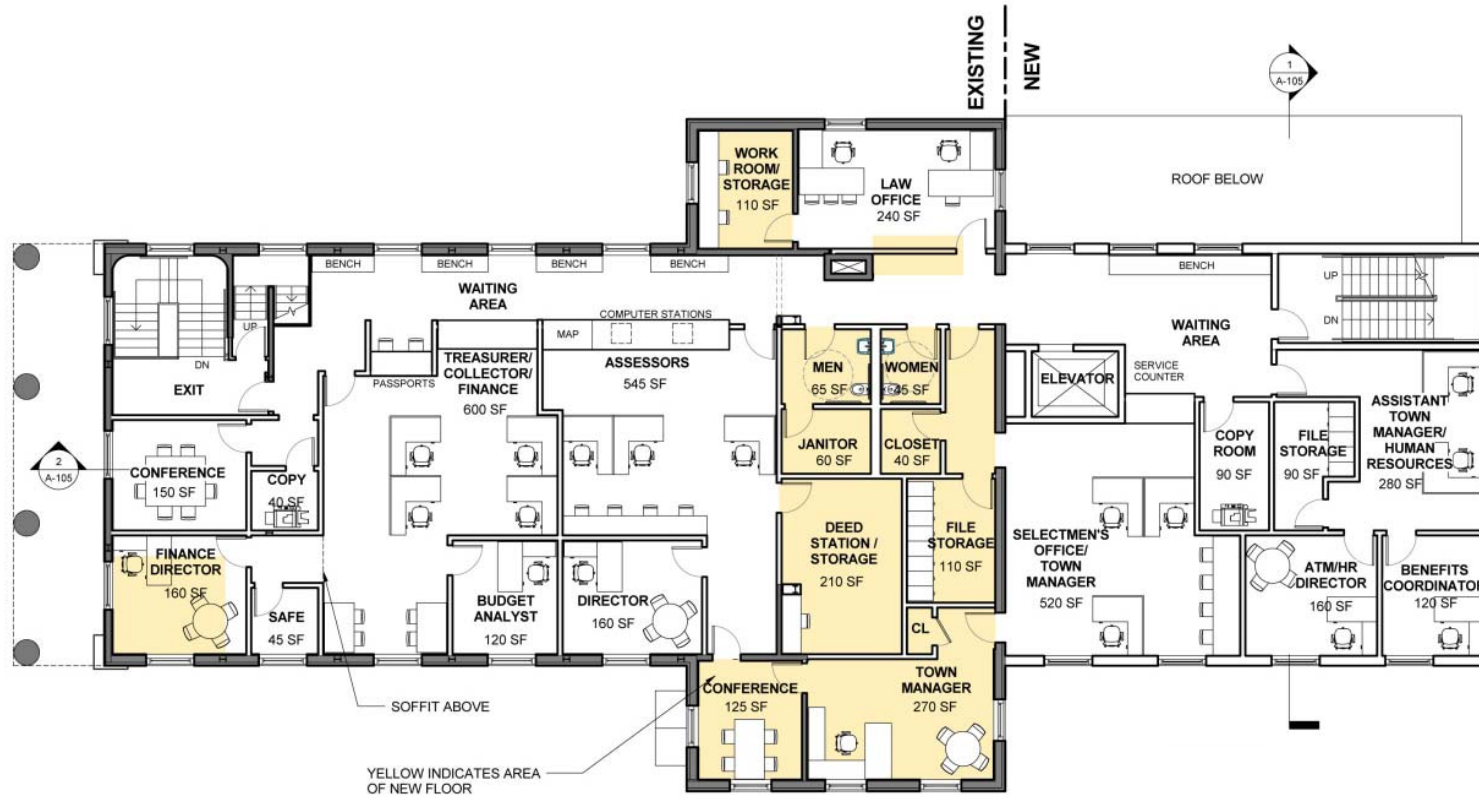 EXISTING
NEW
1
A-105
ROOF BELOW
WORK
ROOM/
STORAGE
110 SF
LAW
OFFICE
240 SF
BENCH
BENCH
BENCH
BENCH
BENCH
WAITING
AREA
COMPUTER STATIONS
MAP
UP
DN
EXIT
PASSPORTS
TREASURER/
COLLECTOR/
FINANCE
600 SF
ASSESSORS
545 SF
MEN
65 SF
WOMEN
45 SF
JANITOR
60 SF
CLOSET
40 SF
ELEVATOR
SERVICE
COUNTER
WAITING
AREA
UP
DN
ASSISTANT
TOWN
MANAGER/
HUMAN
RESOURCES
280 SF
COPY
ROOM
90 SF
FILE
STORAGE
90 SF
2
A-105
CONFERENCE
150 SF
COPY
40 SF
FINANCE
DIRECTOR
160 SF
SAFE
45 SF
BUDGET
ANALYST
120 SF
DIRECTOR
160 SF
DEED
STATION /
STORAGE
210 SF
FILE
STORAGE
110 SF
CL
SELECTMEN'S
OFFICE/
TOWN
MANAGER
520 SF
ATM/HR
DIRECTOR
160 SF
BENEFITS
COORDINATOR
120 SF
CONFERENCE
125 SF
TOWN
MANAGER
270 SF
SOFFIT ABOVE
YELLOW INDICATES AREA
OF NEW FLOOR